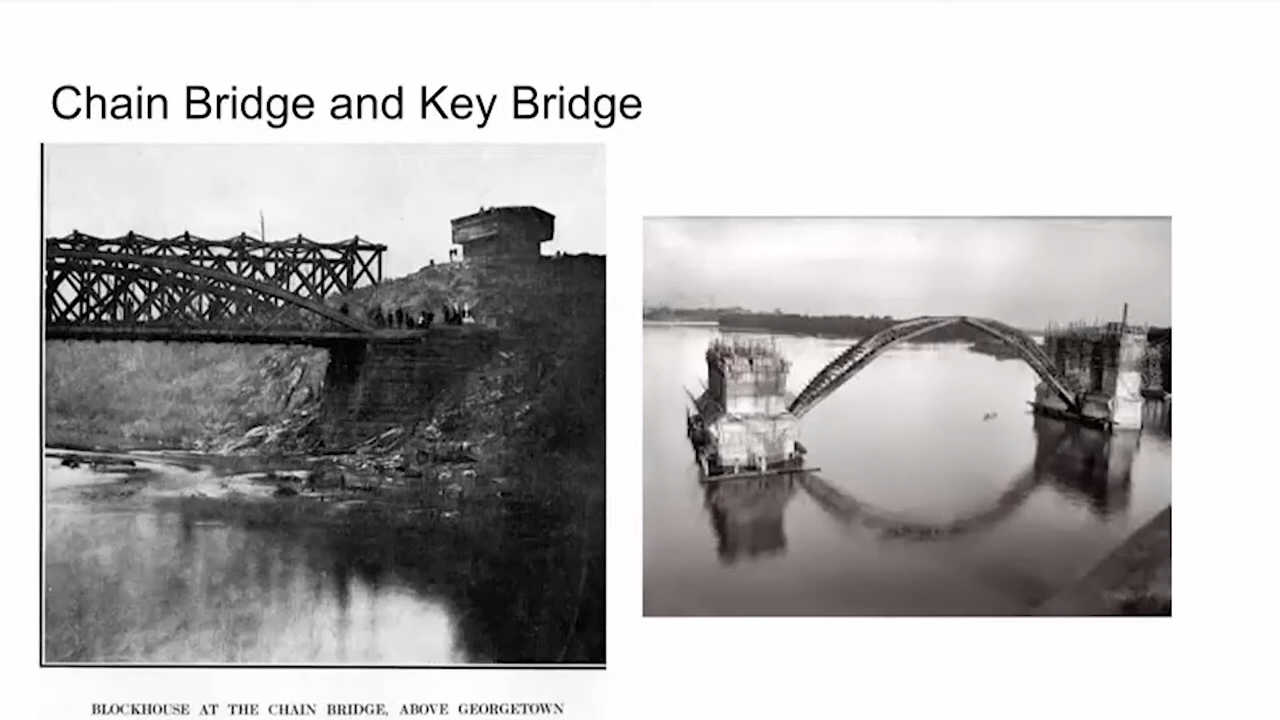 Chain Bridge and Key Bridge
BLOCKHOUSE AT THE CHAIN BRIDGE, ABOVE GEORGETOWN